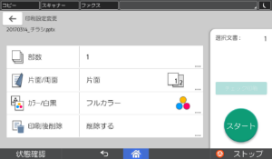 コピー スキャナー ファクス
印刷設定変更
選択文書: 1
部数 1
片面/両面 片面
カラー/白黒 フルカラー
印刷後削除 削除する
スタート
状態確認 ストップ